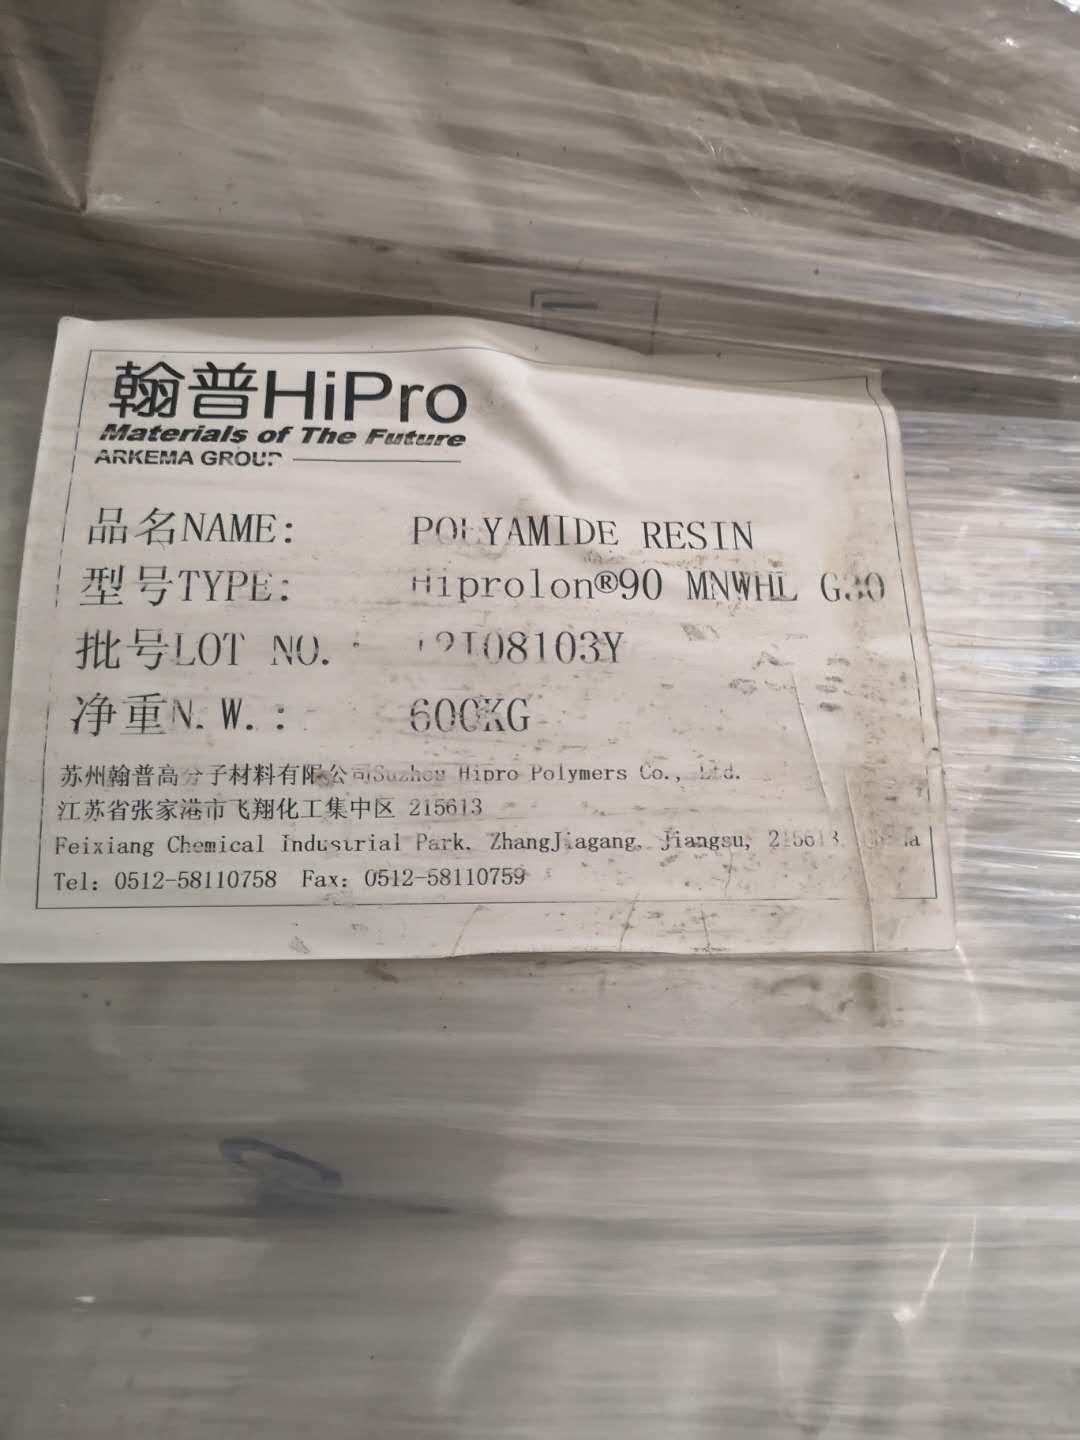 翰普HiPro
Materials of The Future
ARKEMA GROUP
品名NAME: POLYAMIDE RESIN
型号TYPE: Hiprolon®90 MNWHL G30
批号LOT NO.:
净重N.W.: 600KG
苏州翰普高分子材料有限公司Suzhou Hipro Polymers Co., Ltd.
江苏省张家港市飞翔化工集中区 215613
Feixiang Chemical Industrial Park, ZhangJiagang, Jiangsu, 215613, China
Tel: 0512-58110758 Fax: 0512-58110759